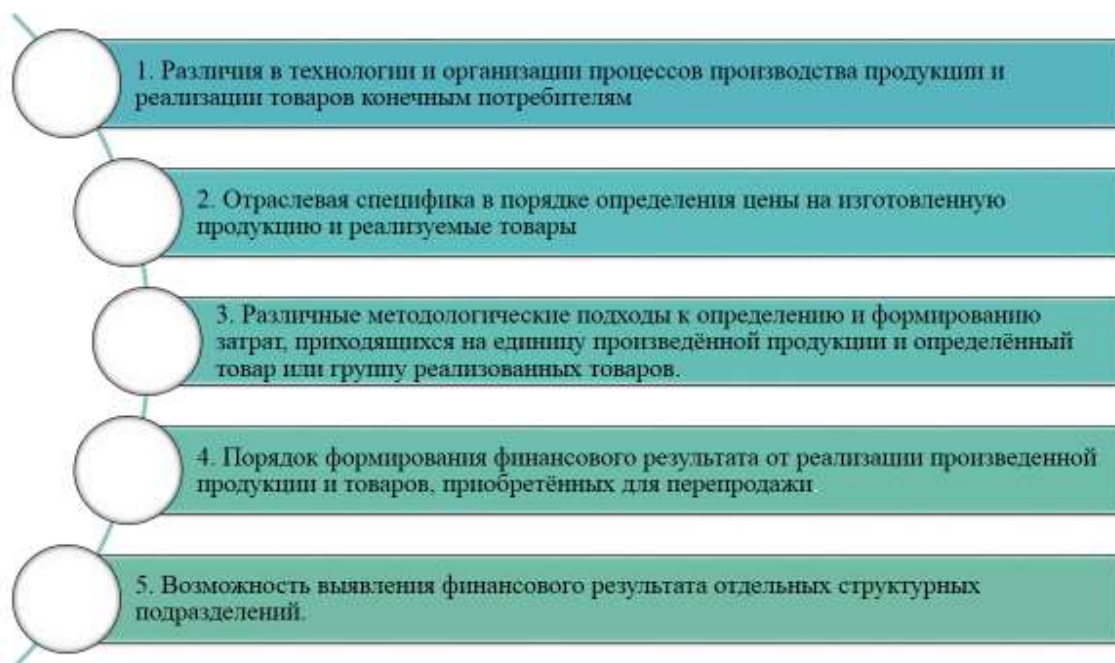 1. Различия в технологии и организации процессов производства продукции и
реализации товаров конечным потребителям
2. Отраслевая специфика в порядке определения цены на изготовленную
продукцию и реализуемые товары
3. Различные методологические подходы к определению и формированию
затрат, приходящихся на единицу произведённой продукции и определённый
товар или группу реализованных товаров.
4. Порядок формирования финансового результата от реализации произведенной
продукции и товаров, приобретённых для перепродажи.
5. Возможность выявления финансового результата отдельных структурных
подразделений.